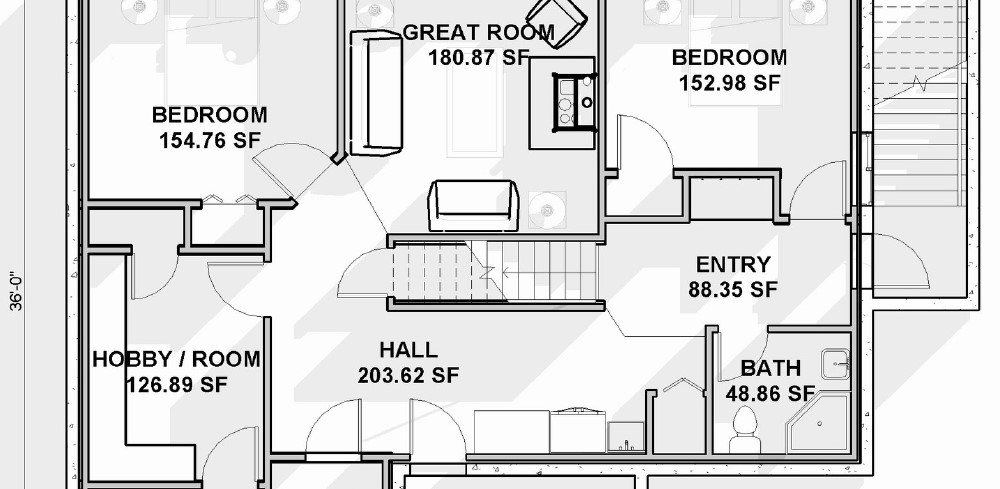 GREAT ROOM
180.87 SF
BEDROOM
152.98 SF
BEDROOM
154.76 SF
ENTRY
88.35 SF
36'-0"
HOBBY / ROOM
126.89 SF
HALL
203.62 SF
BATH
48.86 SF